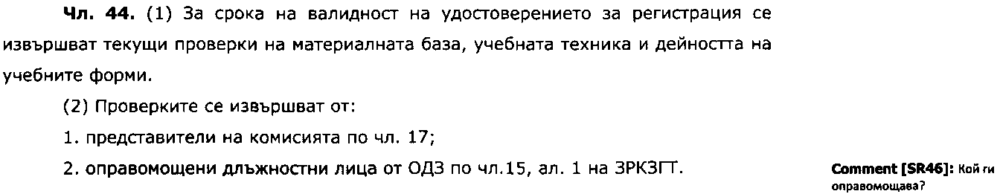 Чл. 44. (1) За срока на валидност на удостоверението за регистрация се
извършват текущи проверки на материалната база, учебната техника и дейността на
учебните форми.
(2) Проверките се извършват от:
1. представители на комисията по чл. 17;
2. оправомощени длъжностни лица от ОДЗ по чл.15, ал. 1 на ЗРКЗГТ.
Comment [SR46]: Кой ги
оправомощава?